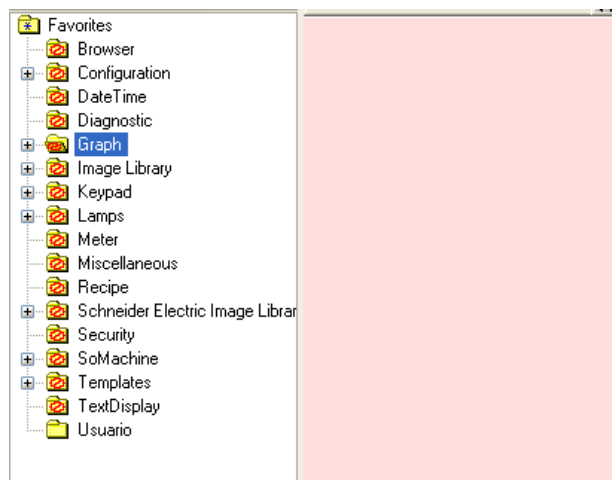 Favorites
Browser
Configuration
DateTime
Diagnostic
Graph
Image Library
Keypad
Lamps
Meter
Miscellaneous
Recipe
Schneider Electric Image Librar
Security
SoMachine
Templates
TextDisplay
Usuario